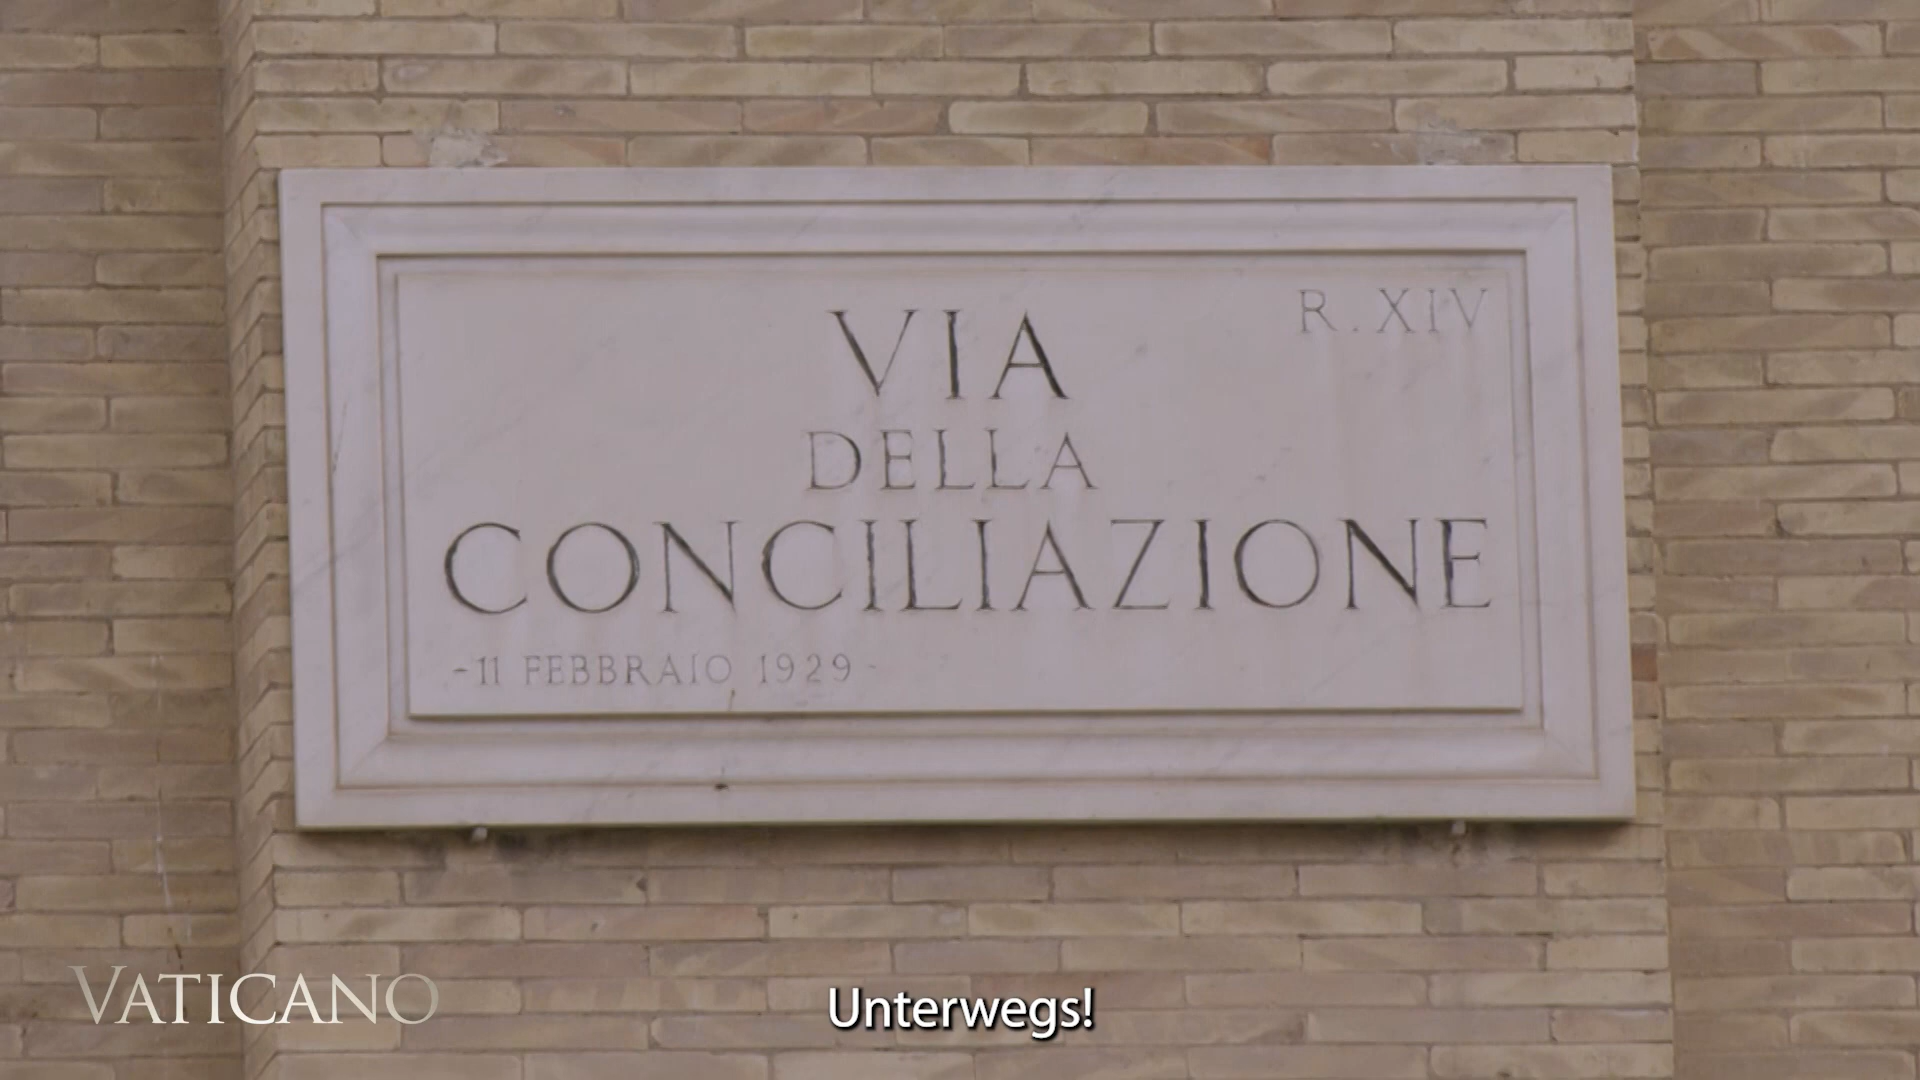 R. XIV
VIA
DELLA
CONCILIAZIONE
-11 FEBBRAIO 1929-
VATICANO
Unterwegs!